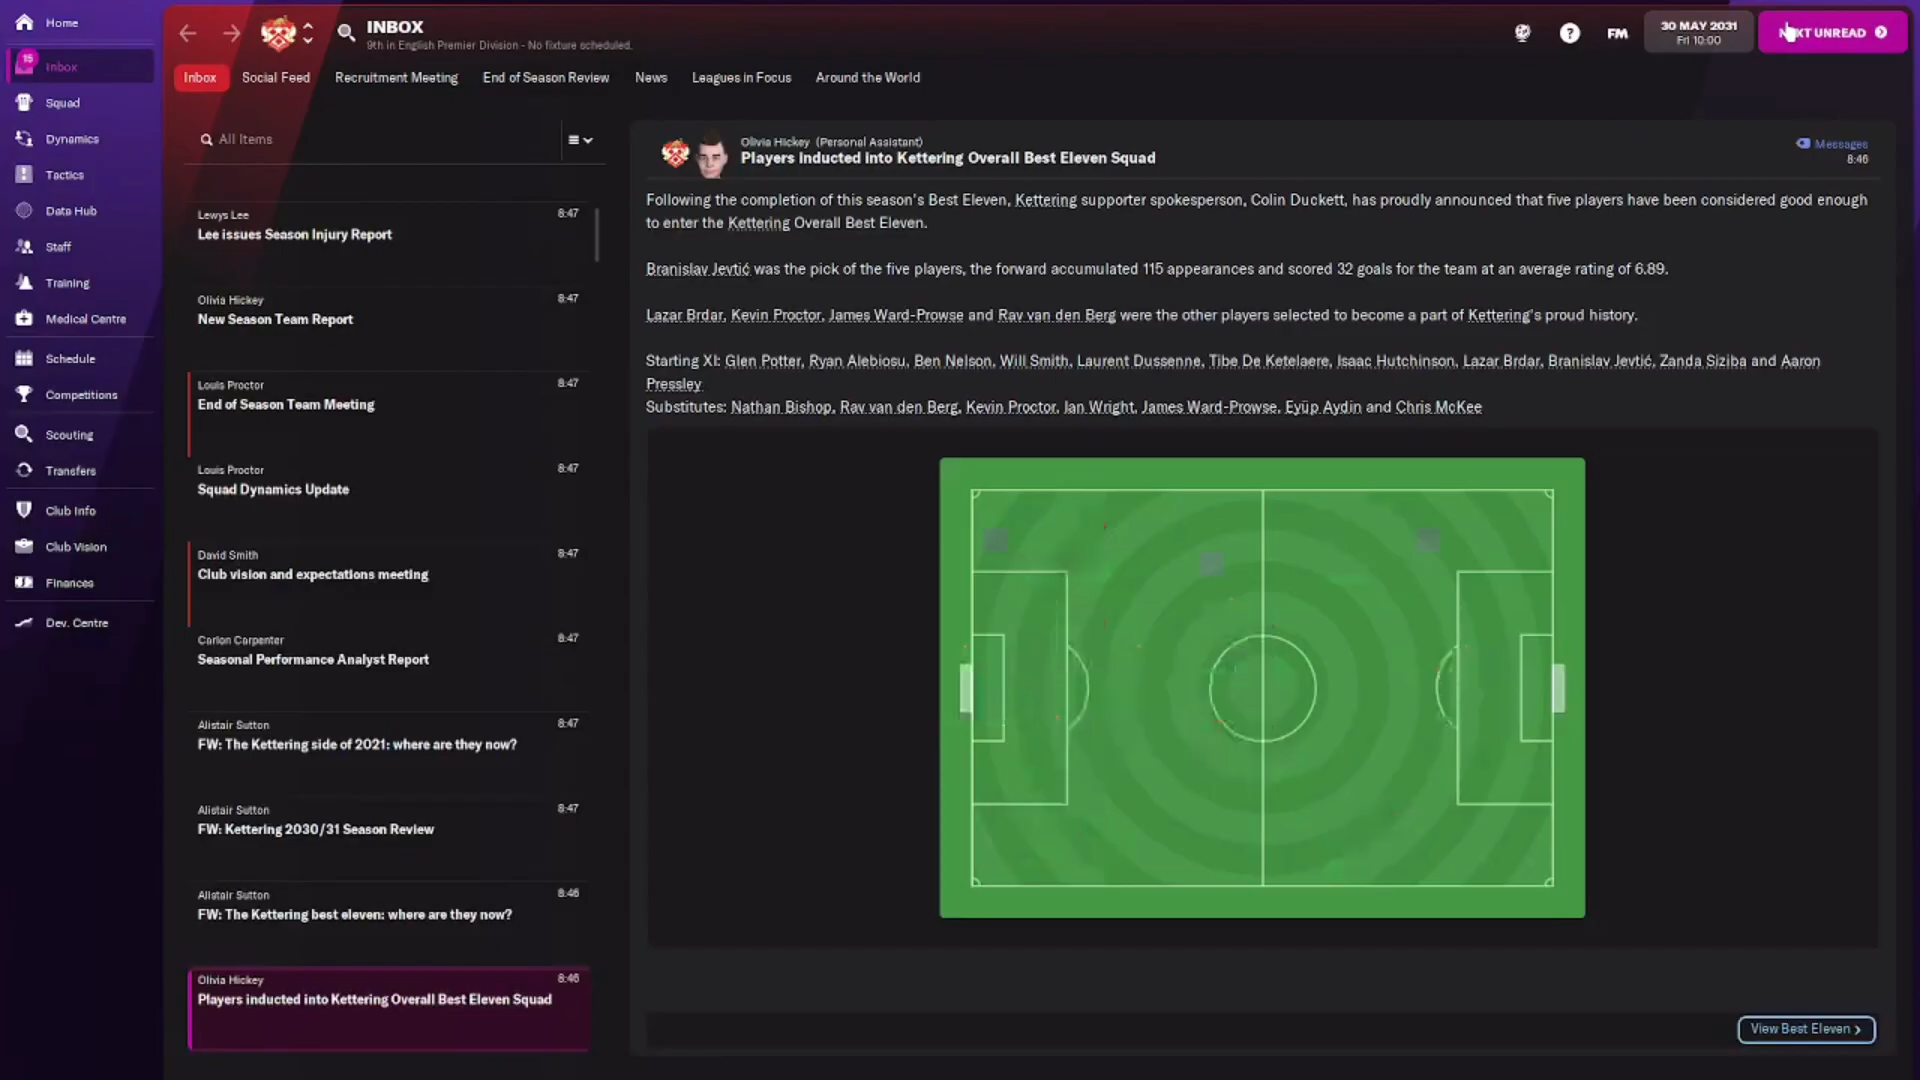 Home
15
Inbox
Squad
Dynamics
Tactics
Data Hub
Staff
Training
Medical Centre
Schedule
Competitions
Scouting
Transfers
Club Info
Club Vision
Finances
Dev. Centre
INBOX
9th in English Premier Division - No fixture scheduled.
?
FM
30 MAY 2031
Fri 10:00
NEXT UNREAD
Inbox
Social Feed
Recruitment Meeting
End of Season Review
News
Leagues in Focus
Around the World
All Items
Lewys Lee
8:47
Lee issues Season Injury Report
Olivia Hickey
8:47
New Season Team Report
Louis Proctor
8:47
End of Season Team Meeting
Louis Proctor
8:47
Squad Dynamics Update
David Smith
8:47
Club vision and expectations meeting
Carlon Carpenter
8:47
Seasonal Performance Analyst Report
Alistair Sutton
8:47
FW: The Kettering side of 2021: where are they now?
Alistair Sutton
8:47
FW: Kettering 2030/31 Season Review
Alistair Sutton
8:46
FW: The Kettering best eleven: where are they now?
Olivia Hickey
8:46
Players inducted into Kettering Overall Best Eleven Squad
Olivia Hickey (Personal Assistant)
Players inducted into Kettering Overall Best Eleven Squad
Messages
8:46
Following the completion of this season's Best Eleven, Kettering supporter spokesperson, Colin Duckett, has proudly announced that five players have been considered good enough
to enter the Kettering Overall Best Eleven.
Branislav Jevtić was the pick of the five players, the forward accumulated 115 appearances and scored 32 goals for the team at an average rating of 6.89.
Lazar Brdar, Kevin Proctor, James Ward-Prowse and Rav van den Berg were the other players selected to become a part of Kettering's proud history.
Starting XI: Glen Potter, Ryan Alebiosu, Ben Nelson, Will Smith, Laurent Dussenne, Tibe De Ketelaere, Isaac Hutchinson, Lazar Brdar, Branislav Jevtić, Zanda Siziba and Aaron
Pressley
Substitutes: Nathan Bishop, Rav van den Berg, Kevin Proctor, Ian Wright, James Ward-Prowse, Eyüp Aydin and Chris McKee
View Best Eleven >